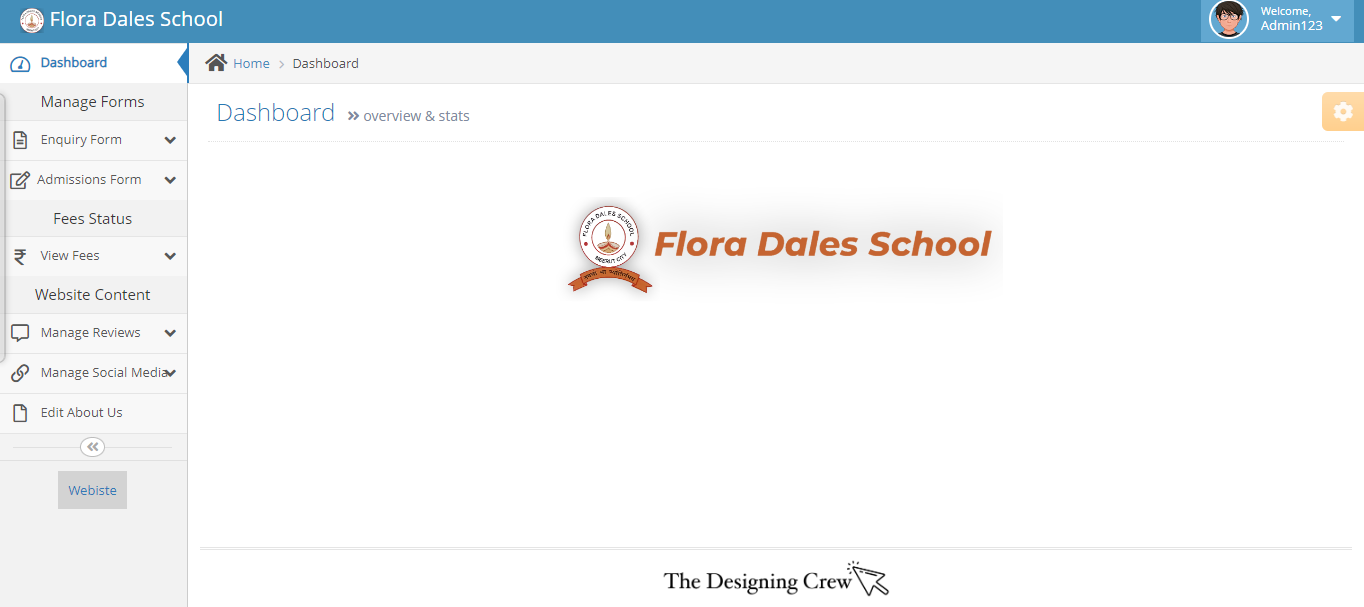 Flora Dales School
Welcome,
Admin123
Dashboard
Home > Dashboard
Manage Forms
Dashboard » overview & stats
Enquiry Form
Admissions Form
Fees Status
View Fees
Website Content
Manage Reviews
Manage Social Media
Edit About Us
Webiste
FLORA DALES SCHOOL
MEERUT CITY
Flora Dales School
The Designing Crew